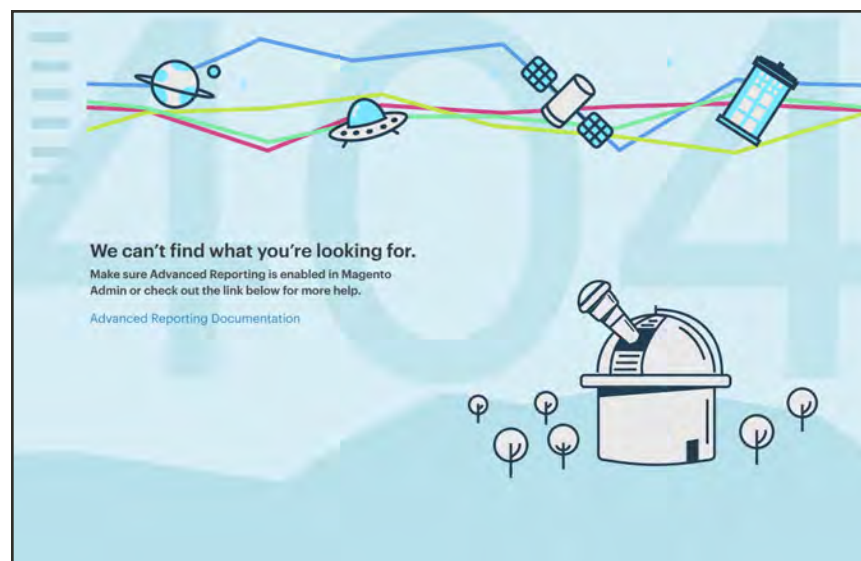 404
We can't find what you're looking for.
Make sure Advanced Reporting is enabled in Magento
Admin or check out the link below for more help.
Advanced Reporting Documentation